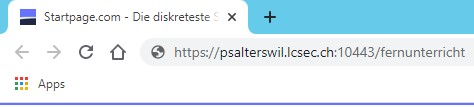 Startpage.com - Die diskreteste S
https://psalterswil.lcsec.ch:10443/fernunterricht
Apps